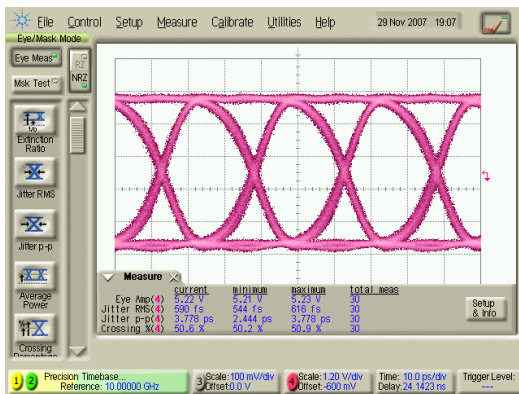 File Control Setup Measure Calibrate Utilities Help 29 Nov 2007 19:07
Eye/Mask Mode
Eye Meas
RZ
NRZ
Msk Test
Extinction Ratio
Jitter RMS
Jitter p-p
Average Power
Crossing Percentage
Measure
current minimum maximum total meas
Eye Amp(4) 5.22 V 5.21 V 5.23 V 30
Jitter RMS(4) 590 fs 544 fs 616 fs 30
Jitter p-p(4) 3.778 ps 2.444 ps 3.778 ps 30
Crossing %(4) 50.6 % 50.2 % 50.9 % 30
Setup & Info
1 2 Precision Timebase...
Reference: 10.00000 GHz
3 Scale: 100 mV/div
Offset:0.0 V
4 Scale: 1.20 V/div
Offset:-600 mV
Time: 10.0 ps/div
Delay:24.1423 ns
Trigger Level:
---